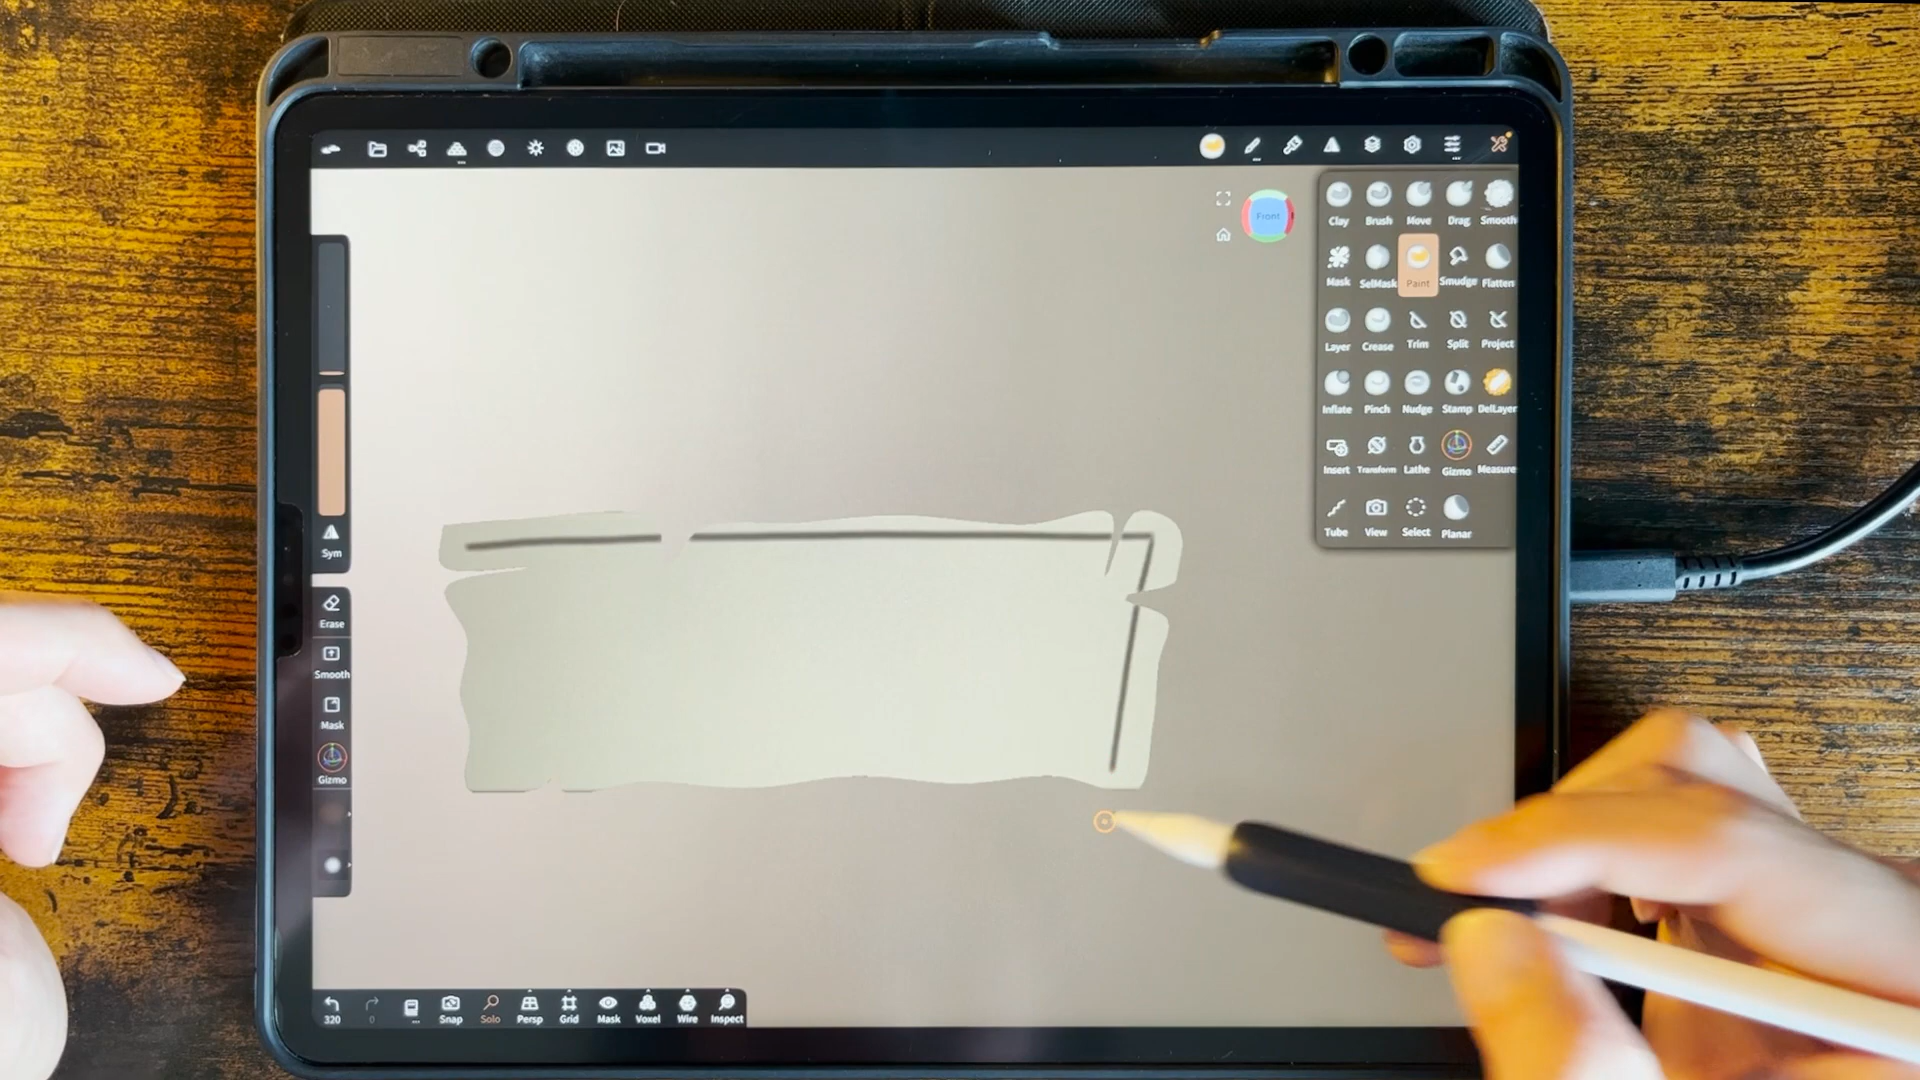 Front
Clay Brush Move Drag Smooth
Mask SelMask Paint Smudge Flatten
Layer Crease Trim Split Project
Inflate Pinch Nudge Stamp DelLayer
Insert Transform Lathe Gizmo Measure
Tube View Select Planar
Sym
Erase
Smooth
Mask
Gizmo
320 0 Snap Solo Persp Grid Mask Voxel Wire Inspect